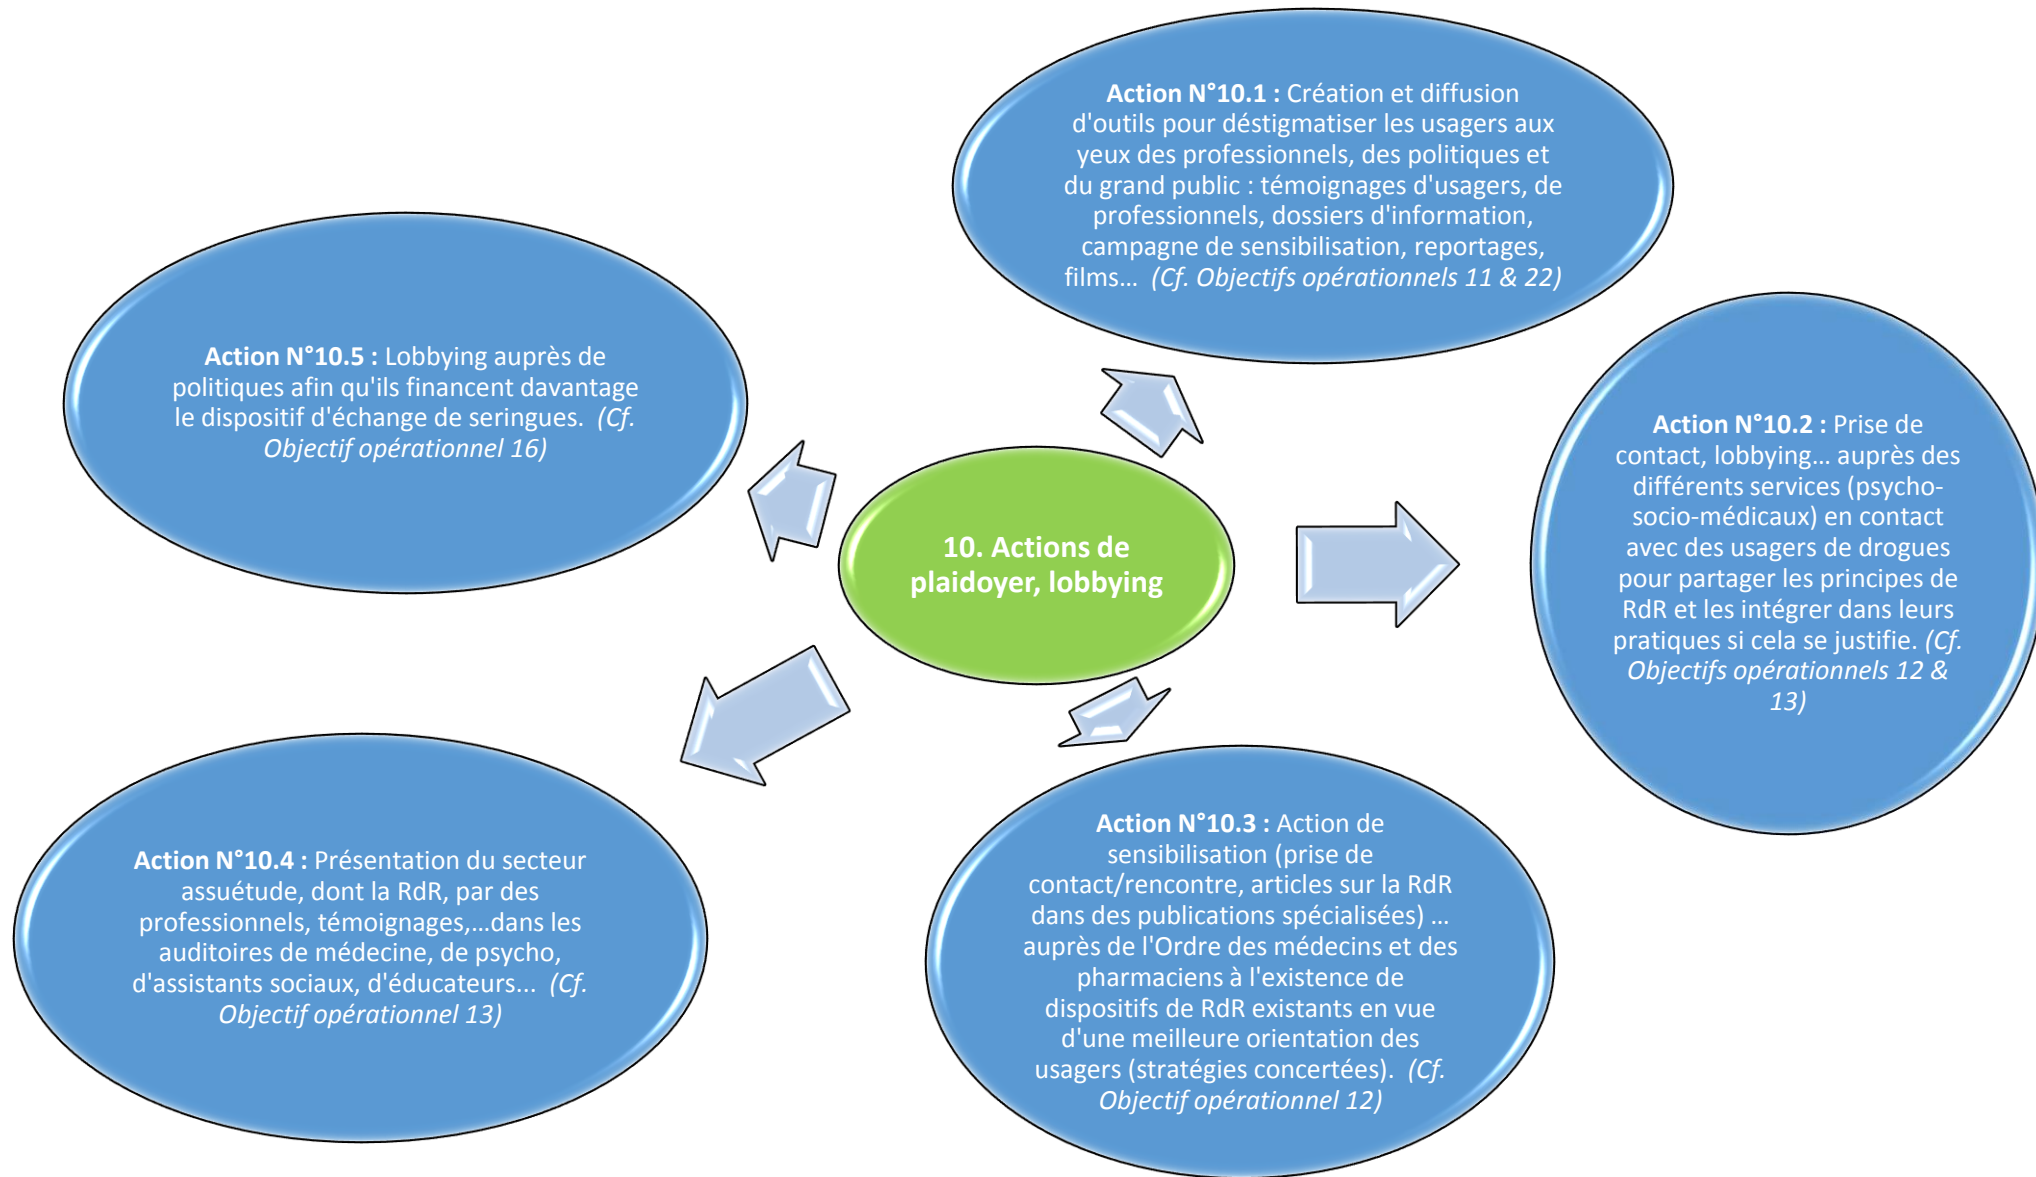 Action N°10.1 : Création et diffusion
d'outils pour déstigmatiser les usagers aux
yeux des professionnels, des politiques et
du grand public : témoignages d'usagers, de
professionnels, dossiers d'information,
campagne de sensibilisation, reportages,
films... (Cf. Objectifs opérationnels 11 & 22)
Action N°10.5 : Lobbying auprès de
politiques afin qu'ils financent davantage
le dispositif d'échange de seringues. (Cf.
Objectif opérationnel 16)
Action N°10.2 : Prise de
contact, lobbying... auprès des
différents services (psycho-
socio-médicaux) en contact
avec des usagers de drogues
pour partager les principes de
RdR et les intégrer dans leurs
pratiques si cela se justifie. (Cf.
Objectifs opérationnels 12 &
13)
10. Actions de
plaidoyer, lobbying
Action N°10.4 : Présentation du secteur
assuétude, dont la RdR, par des
professionnels, témoignages,...dans les
auditoires de médecine, de psycho,
d'assistants sociaux, d'éducateurs... (Cf.
Objectif opérationnel 13)
Action N°10.3 : Action de
sensibilisation (prise de
contact/rencontre, articles sur la RdR
dans des publications spécialisées) ...
auprès de l'Ordre des médecins et des
pharmaciens à l'existence de
dispositifs de RdR existants en vue
d'une meilleure orientation des
usagers (stratégies concertées). (Cf.
Objectif opérationnel 12)